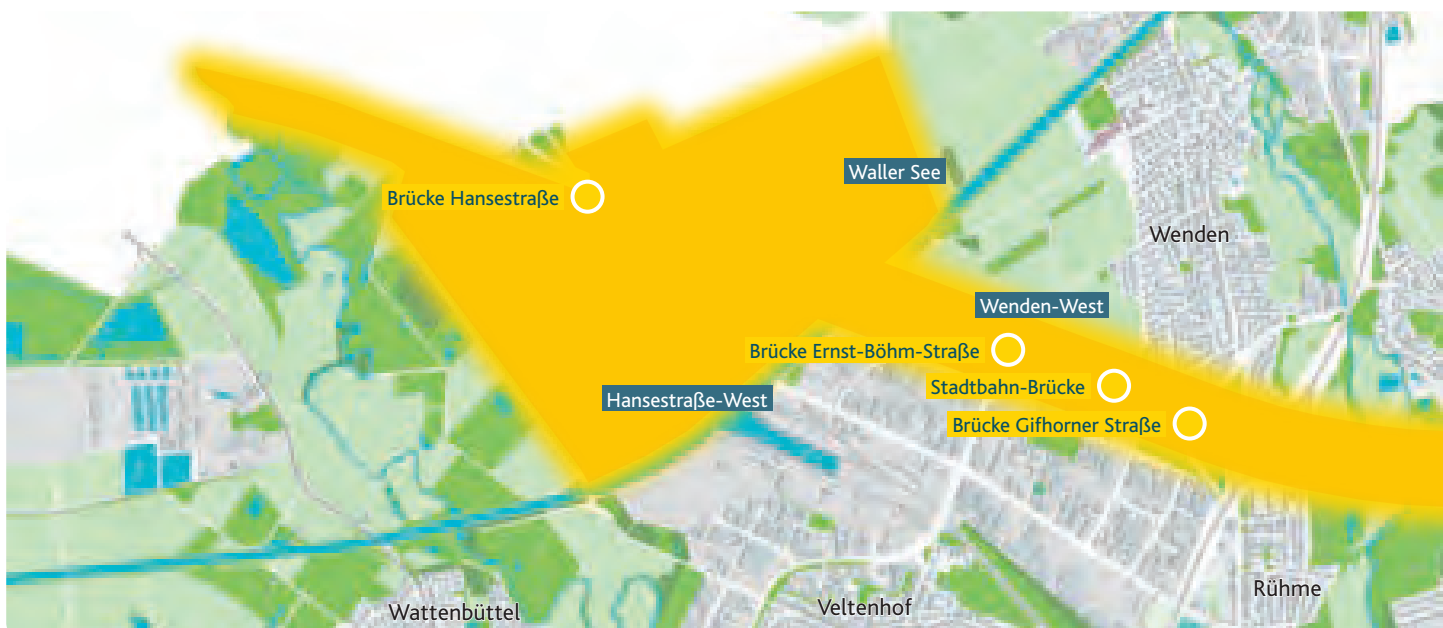 Waller See
Brücke Hansestraße
Wenden
Wenden-West
Brücke Ernst-Böhm-Straße
Stadtbahn-Brücke
Hansestraße-West
Brücke Gifhorner Straße
Rühme
Veltenhof
Wattenbüttel